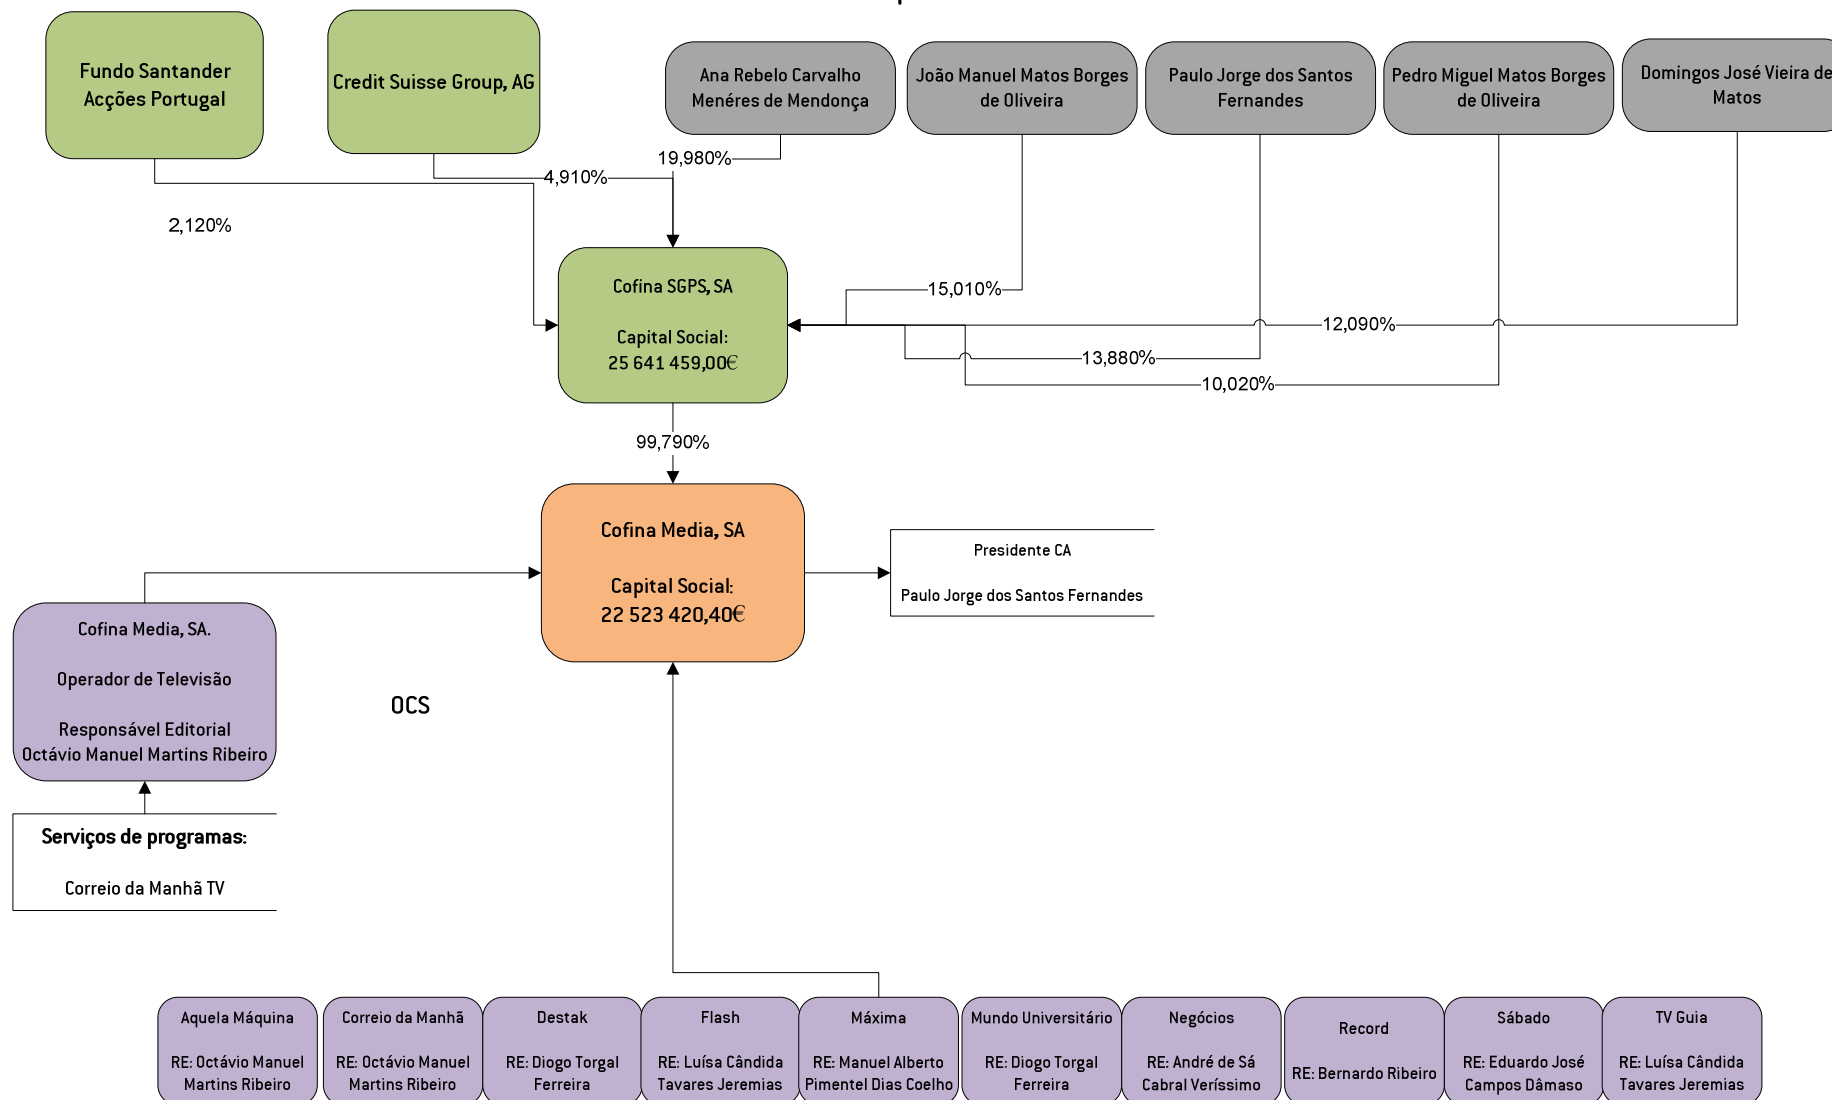 Fundo Santander
Acções Portugal
Credit Suisse Group, AG
Ana Rebelo Carvalho
Menéres de Mendonça
João Manuel Matos Borges
de Oliveira
Paulo Jorge dos Santos
Fernandes
Pedro Miguel Matos Borges
de Oliveira
Domingos José Vieira de
Matos
19,980%
4,910%
2,120%
Cofina SGPS, SA
Capital Social:
25 641 459,00€
15,010%
12,090%
13,880%
10,020%
99,790%
Cofina Media, SA
Capital Social:
22 523 420,40€
Presidente CA
Paulo Jorge dos Santos Fernandes
Cofina Media, SA.
Operador de Televisão
Responsável Editorial
Octávio Manuel Martins Ribeiro
OCS
Serviços de programas:
Correio da Manhã TV
Aquela Máquina
RE: Octávio Manuel
Martins Ribeiro
Correio da Manhã
RE: Octávio Manuel
Martins Ribeiro
Destak
RE: Diogo Torgal
Ferreira
Flash
RE: Luísa Cândida
Tavares Jeremias
Máxima
RE: Manuel Alberto
Pimentel Dias Coelho
Mundo Universitário
RE: Diogo Torgal
Ferreira
Negócios
RE: André de Sá
Cabral Veríssimo
Record
RE: Bernardo Ribeiro
Sábado
RE: Eduardo José
Campos Dâmaso
TV Guia
RE: Luísa Cândida
Tavares Jeremias